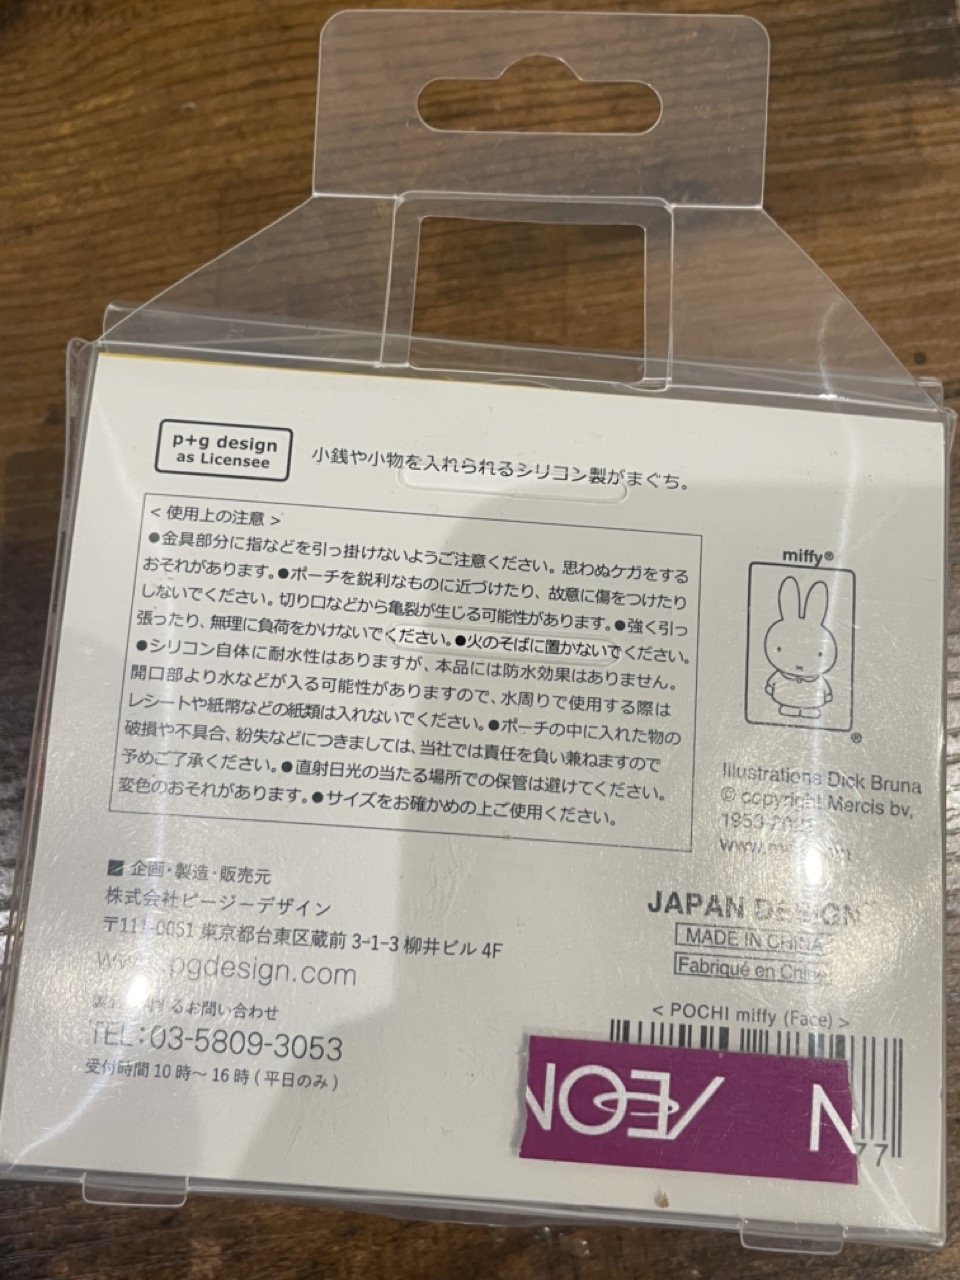 p+g design
as Licensee
小銭や小物を入れられるシリコン製がまぐち。
< 使用上の注意 >
●金具部分に指などを引っ掛けないようご注意ください。思わぬケガをする
おそれがあります。●ポーチを鋭利なものに近づけたり、故意に傷をつけたり
しないでください。切り口などから亀裂が生じる可能性があります。●強く引っ
張ったり、無理に負荷をかけないでください。●火のそばに置かないでください。
●シリコン自体に耐水性はありますが、本品には防水効果はありません。
開口部より水などが入る可能性がありますので、水周りで使用する際は
レシートや紙幣などの紙類は入れないでください。●ポーチの中に入れた物の
破損や不具合、紛失などにつきましては、当社では責任を負い兼ねますので
予めご了承ください。●直射日光の当たる場所での保管は避けてください。
変色のおそれがあります。●サイズをお確かめの上ご使用ください。
miffy®
®
Illustrations Dick Bruna
© copyright Mercis bv,
企画・製造・販売元
株式会社ピージーデザイン
〒111-0051 東京都台東区蔵前 3-1-3 柳井ビル 4F
www.pgdesign.com
するお問い合わせ
TEL：03-5809-3053
受付時間 10 時～ 16 時 ( 平日のみ )
JAPAN DESIGN
MADE IN CHINA
Fabriqué en Chine
< POCHI miffy (Face) >
AEON
77